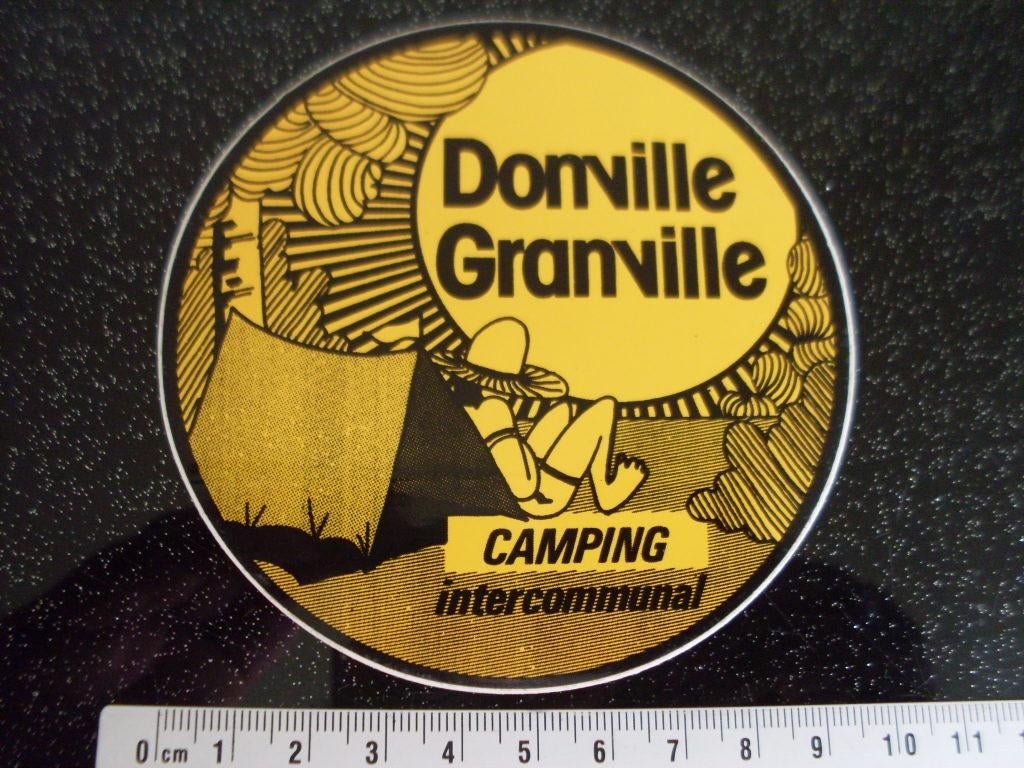 Donville
Granville
CAMPING
intercommunal
0 cm 1 2 3 4 5 6 7 8 9 10 11